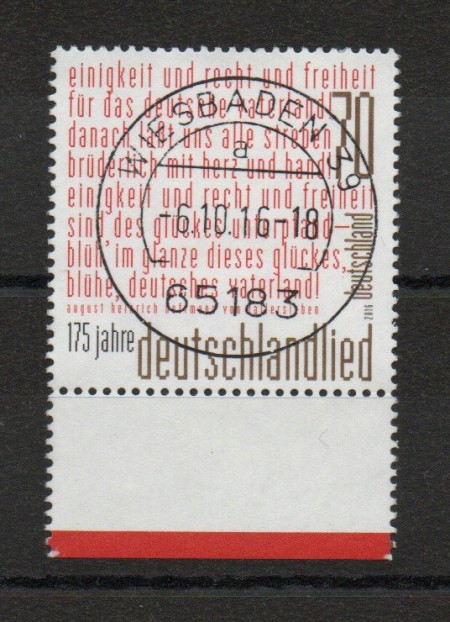 einigkeit und recht und freiheit
für das deutsche vaterland!
danach lasst uns alle streben
brüderlich mit herz und hand!
einigkeit und recht und freiheit
sind des glückes unterpfand –
blüh im glanze dieses glückes,
blühe, deutsches vaterland!
august heinrich hoffmann von fallersleben
175 jahre deutschlandlied
70
Deutschland
2016
WIESBADEN 39
a
-6.10.16-18
65183